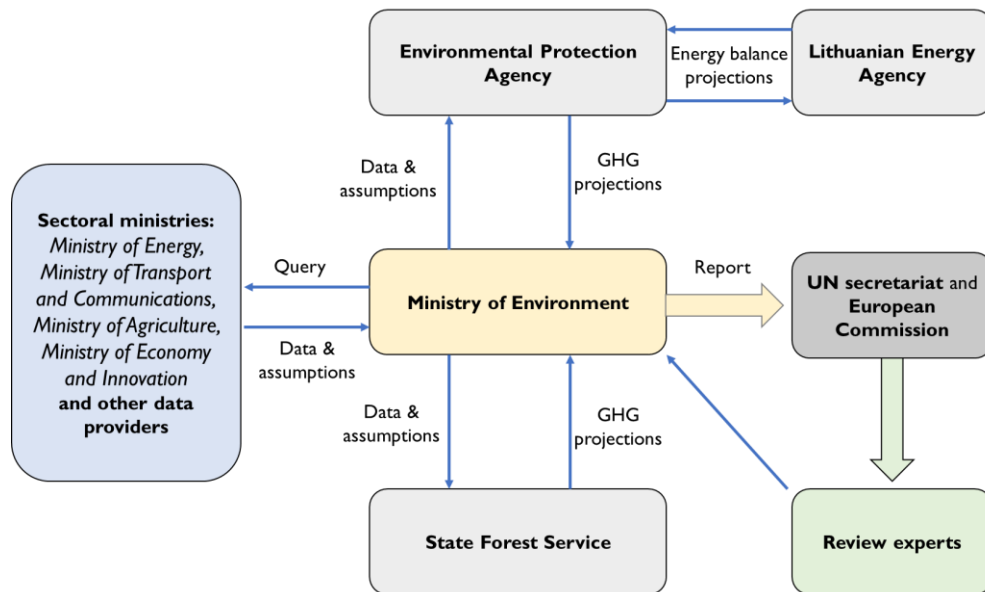 Environmental Protection
Agency
Energy balance
projections
Lithuanian Energy
Agency
Data &
assumptions
GHG
projections
Sectoral ministries:
Ministry of Energy,
Ministry of Transport
and Communications,
Ministry of Agriculture,
Ministry of Economy
and Innovation
and other data
providers
Query
Data &
assumptions
Ministry of Environment
Report
UN secretariat and
European
Commission
Data &
assumptions
GHG
projections
State Forest Service
Review experts